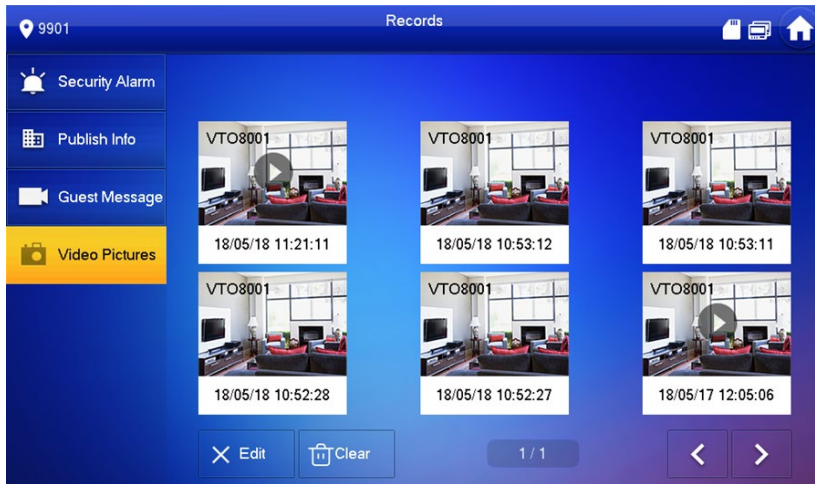 9901
Records
Security Alarm
Publish Info
Guest Message
Video Pictures
VTO8001
VTO8001
VTO8001
18/05/18 11:21:11
18/05/18 10:53:12
18/05/18 10:53:11
VTO8001
VTO8001
VTO8001
18/05/18 10:52:28
18/05/18 10:52:27
18/05/17 12:05:06
Edit
Clear
1 / 1